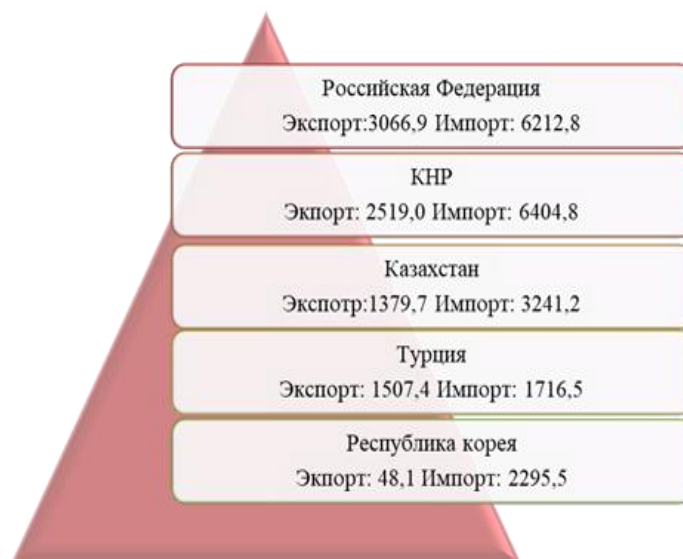 Российская Федерация
Экспорт:3066,9 Импорт: 6212,8
КНР
Экпорт: 2519,0 Импорт: 6404,8
Казахстан
Экспотр:1379,7 Импорт: 3241,2
Турция
Экспорт: 1507,4 Импорт: 1716,5
Республика корея
Экпорт: 48,1 Импорт: 2295,5